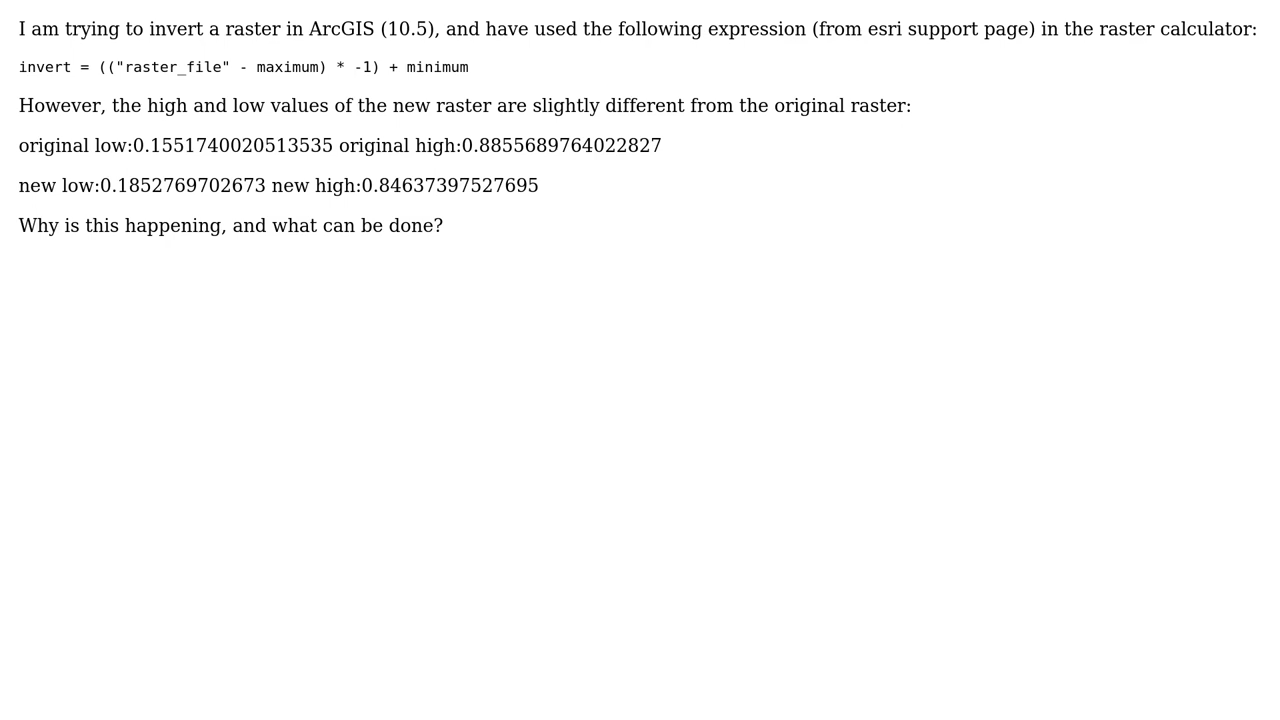 I am trying to invert a raster in ArcGIS (10.5), and have used the following expression (from esri support page) in the raster calculator:
invert = (("raster_file" - maximum) * -1) + minimum
However, the high and low values of the new raster are slightly different from the original raster:
original low:0.1551740020513535 original high:0.8855689764022827
new low:0.1852769702673 new high:0.84637397527695
Why is this happening, and what can be done?